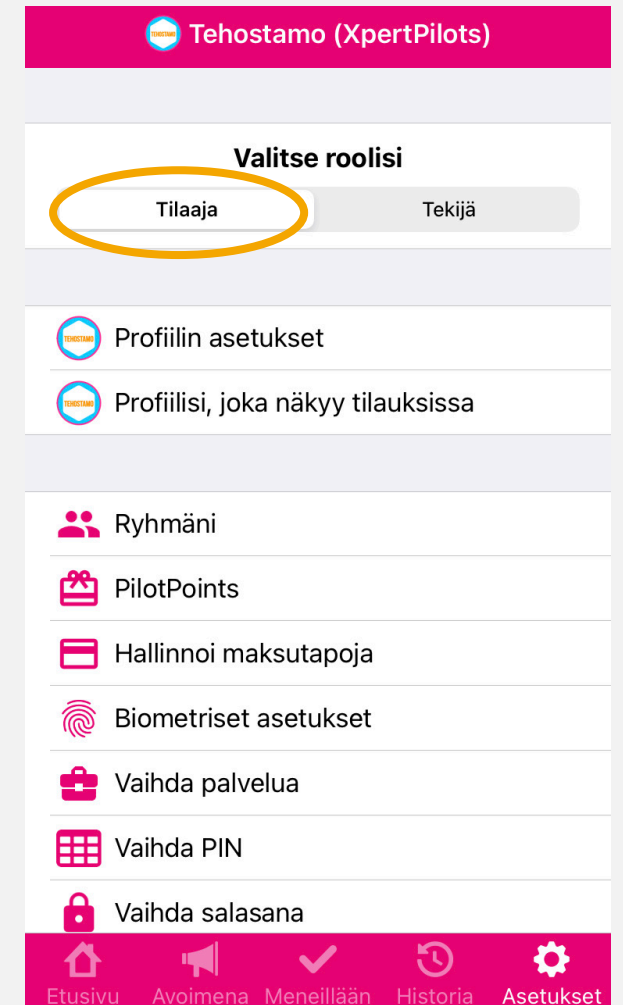 TEHOSTAMO Tehostamo (XpertPilots)
Valitse roolisi
Tilaaja Tekijä
TEHOSTAMO Profiilin asetukset
TEHOSTAMO Profiilisi, joka näkyy tilauksissa
Ryhmäni
PilotPoints
Hallinnoi maksutapoja
Biometriset asetukset
Vaihda palvelua
Vaihda PIN
Vaihda salasana
Etusivu Avoimena Meneillään Historia Asetukset